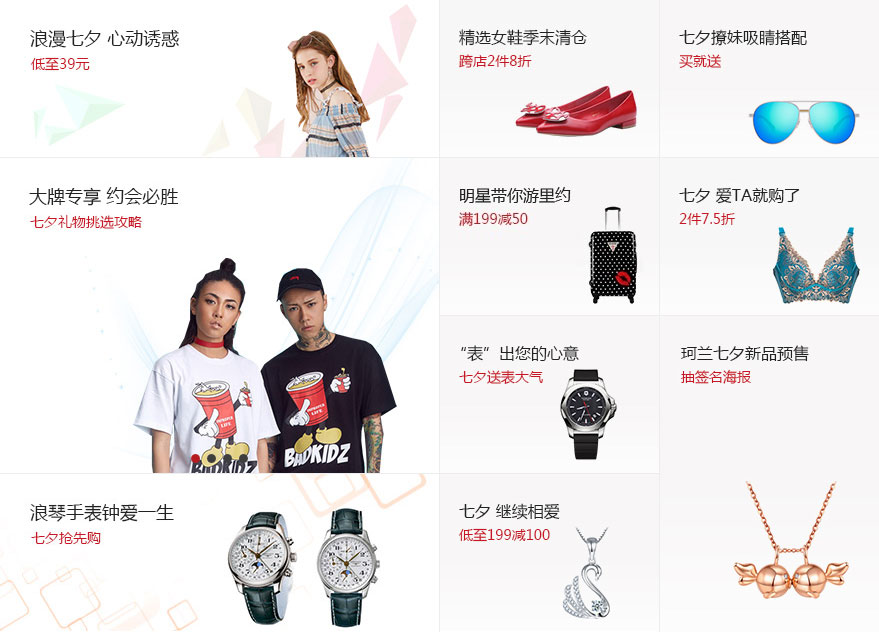 浪漫七夕 心动诱惑
低至39元
精选女鞋季末清仓
跨店2件8折
七夕撩妹吸睛搭配
买就送
大牌专享 约会必胜
七夕礼物挑选攻略
BADKIDZ
BADKIDZ
明星带你游里约
满199减50
七夕 爱TA就购了
2件7.5折
“表”出您的心意
七夕送表大气
珂兰七夕新品预售
抽签名海报
浪琴手表钟爱一生
七夕抢先购
七夕 继续相爱
低至199减100